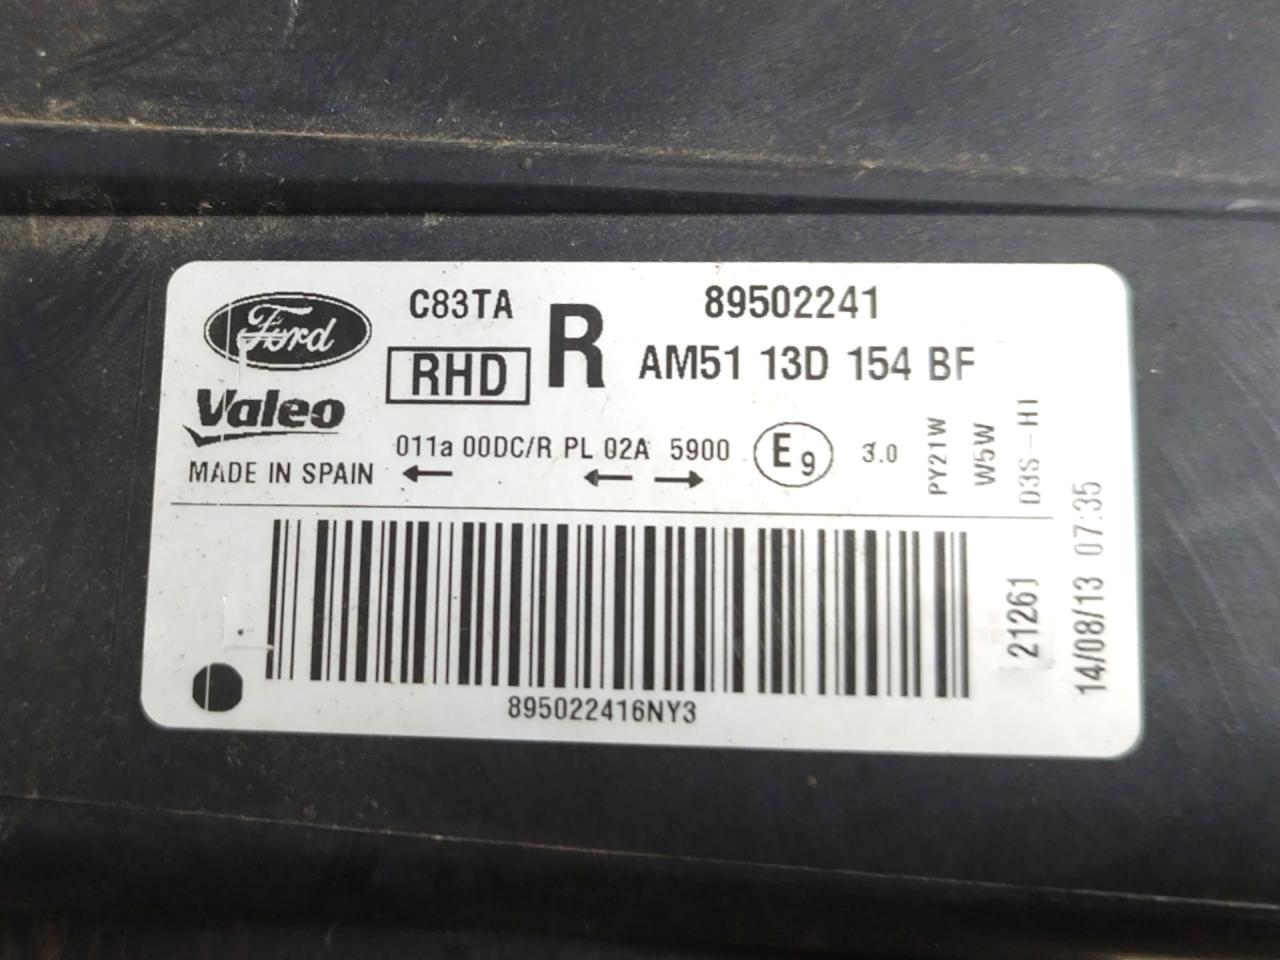 Ford
C83TA
R
89502241
RHD
AM51 13D 154 BF
Valeo
011a 00DC/R PL 02A 5900 E9 3.0
MADE IN SPAIN
PY21W
W5W
D3S-H1
21261
14/08/13 07:35
895022416NY3